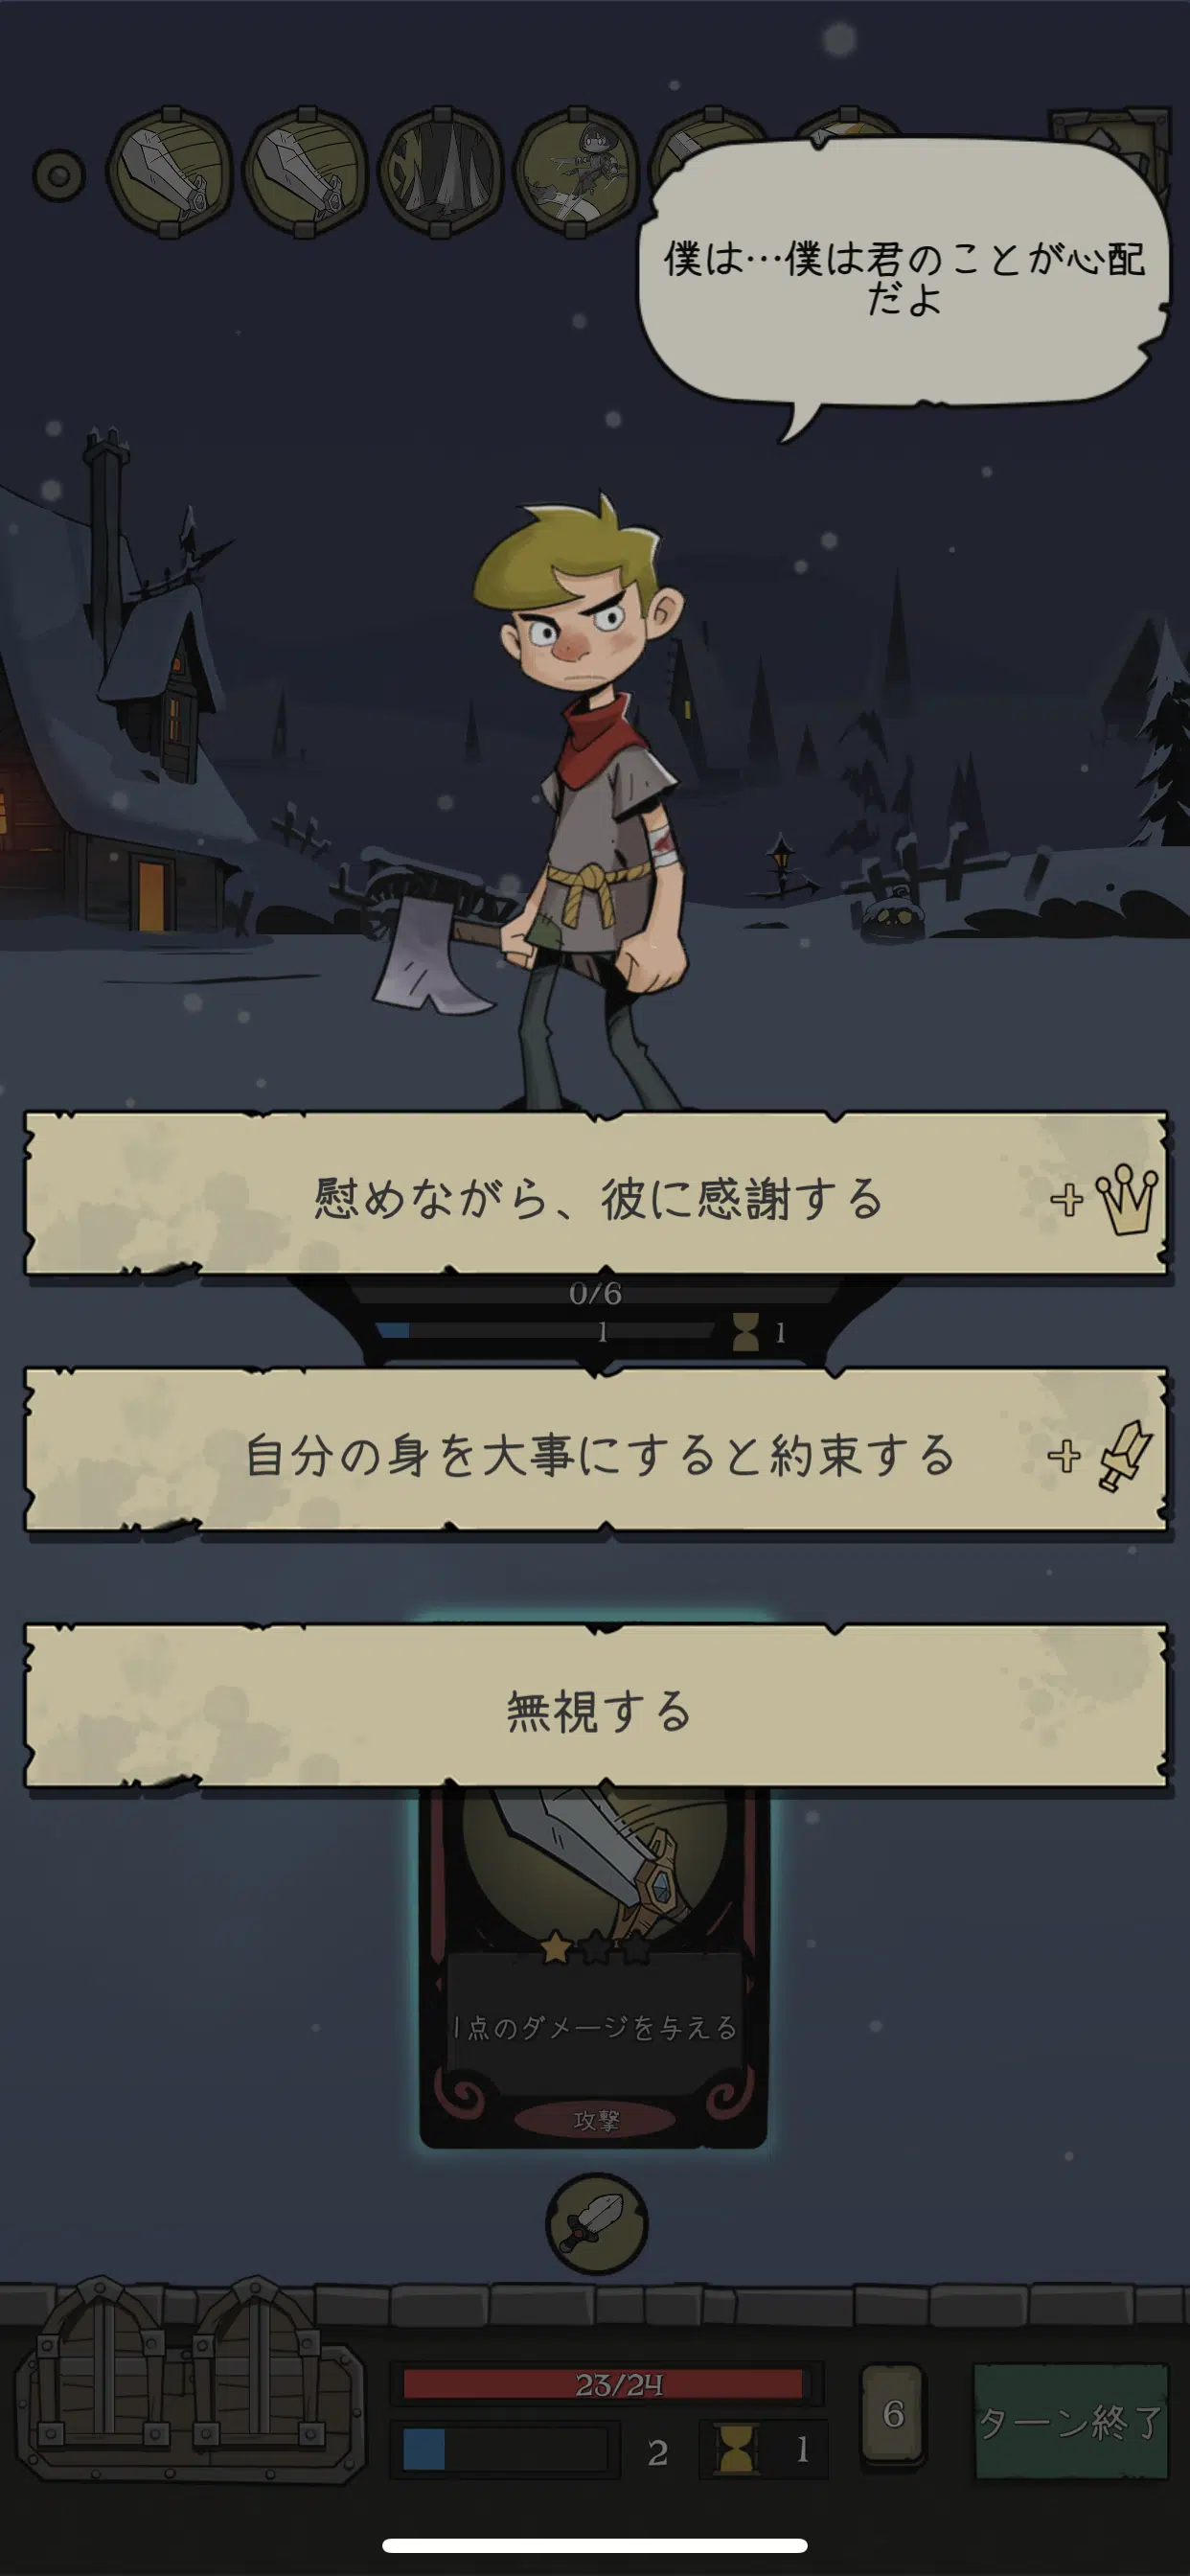 僕は…僕は君のことが心配
だよ
慰めながら、彼に感謝する
+
0/6
1
1
自分の身を大事にすると約束する
+
無視する
1点のダメージを与える
攻撃
23/24
2
1
6
ターン終了